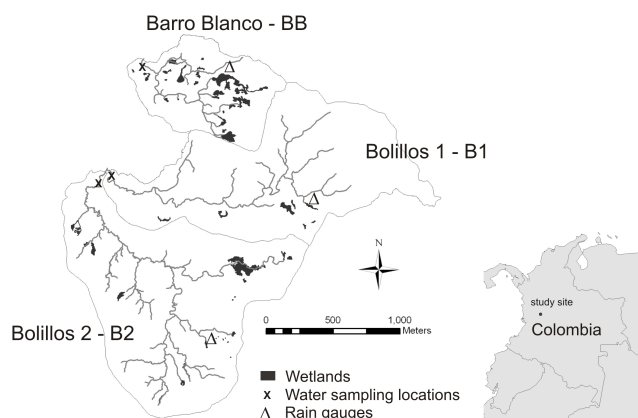 Barro Blanco - BB
Bolillos 1 - B1
N
study site
Colombia
Bolillos 2 - B2
0 500 1,000
Meters
Wetlands
x Water sampling locations
Δ Rain gauges